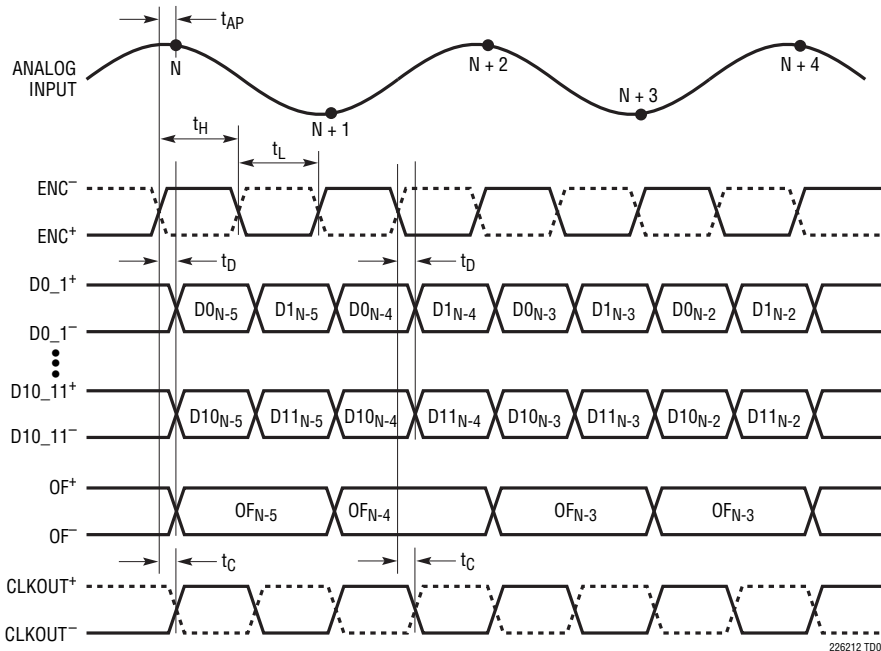 tAP
ANALOG
INPUT
N
N + 1
N + 2
N + 3
N + 4
tH
tL
ENC–
ENC+
tD
tD
D0_1+
D0_1–
D0N-5
D1N-5
D0N-4
D1N-4
D0N-3
D1N-3
D0N-2
D1N-2
D10_11+
D10_11–
D10N-5
D11N-5
D10N-4
D11N-4
D10N-3
D11N-3
D10N-2
D11N-2
OF+
OF–
OFN-5
OFN-4
OFN-3
OFN-3
tC
tC
CLKOUT+
CLKOUT–
226212 TD0